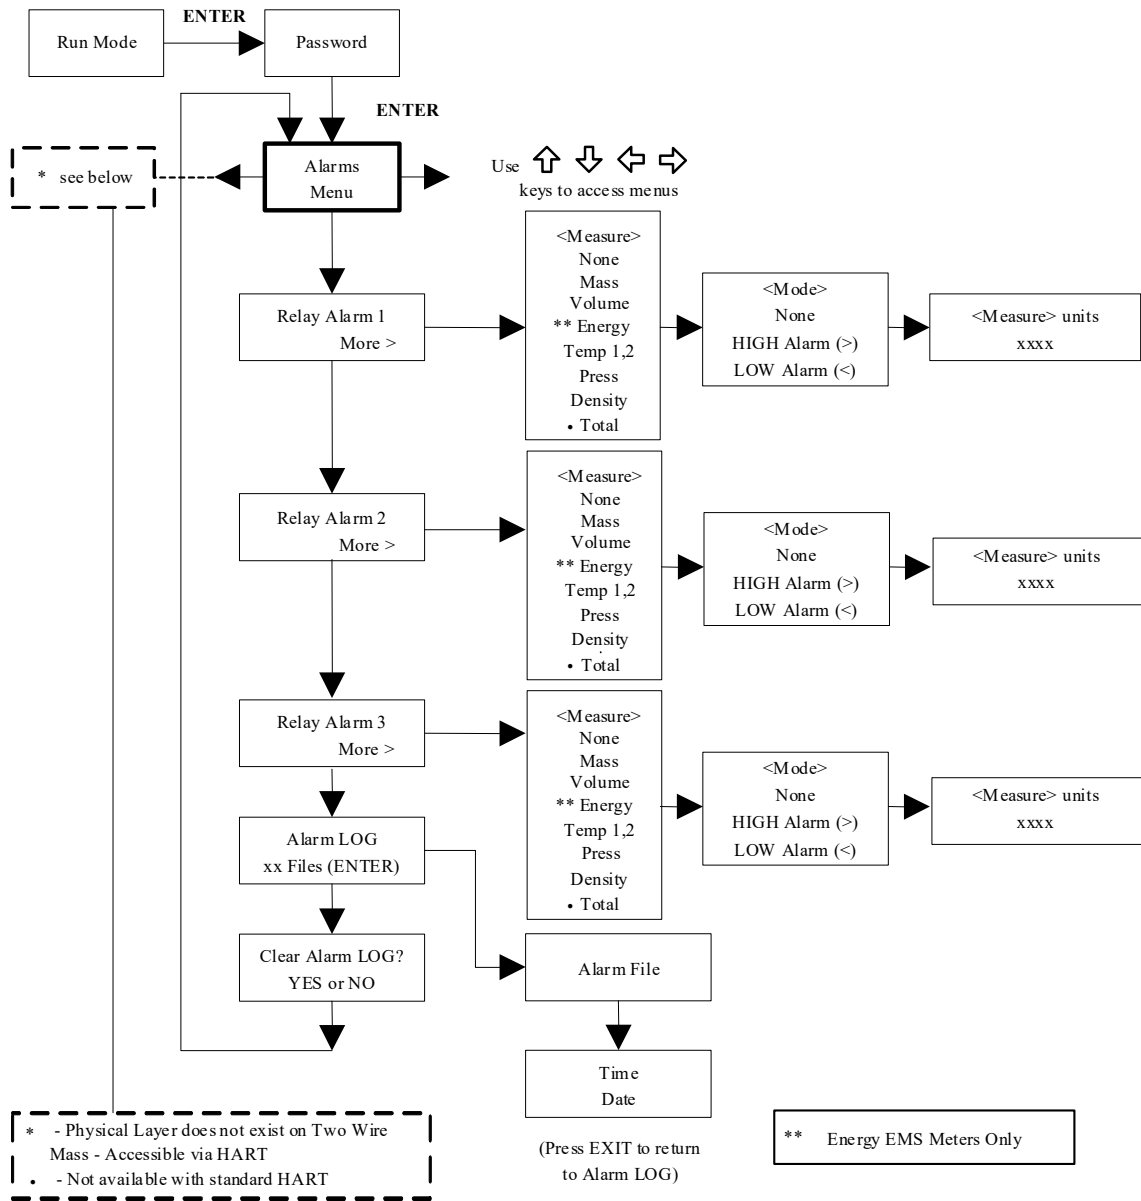 ENTER
Run Mode
Password
ENTER
* see below
Alarms
Menu
Use
keys to access menus
Relay Alarm 1
More >
<Measure>
None
Mass
Volume
** Energy
Temp 1,2
Press
Density
• Total
<Mode>
None
HIGH Alarm (>)
LOW Alarm (<)
<Measure> units
xxxx
Relay Alarm 2
More >
<Measure>
None
Mass
Volume
** Energy
Temp 1,2
Press
Density
• Total
<Mode>
None
HIGH Alarm (>)
LOW Alarm (<)
<Measure> units
xxxx
Relay Alarm 3
More >
<Measure>
None
Mass
Volume
** Energy
Temp 1,2
Press
Density
• Total
<Mode>
None
HIGH Alarm (>)
LOW Alarm (<)
<Measure> units
xxxx
Alarm LOG
xx Files (ENTER)
Clear Alarm LOG?
YES or NO
Alarm File
Time
Date
(Press EXIT to return
to Alarm LOG)
* - Physical Layer does not exist on Two Wire
Mass - Accessible via HART
• - Not available with standard HART
** Energy EMS Meters Only